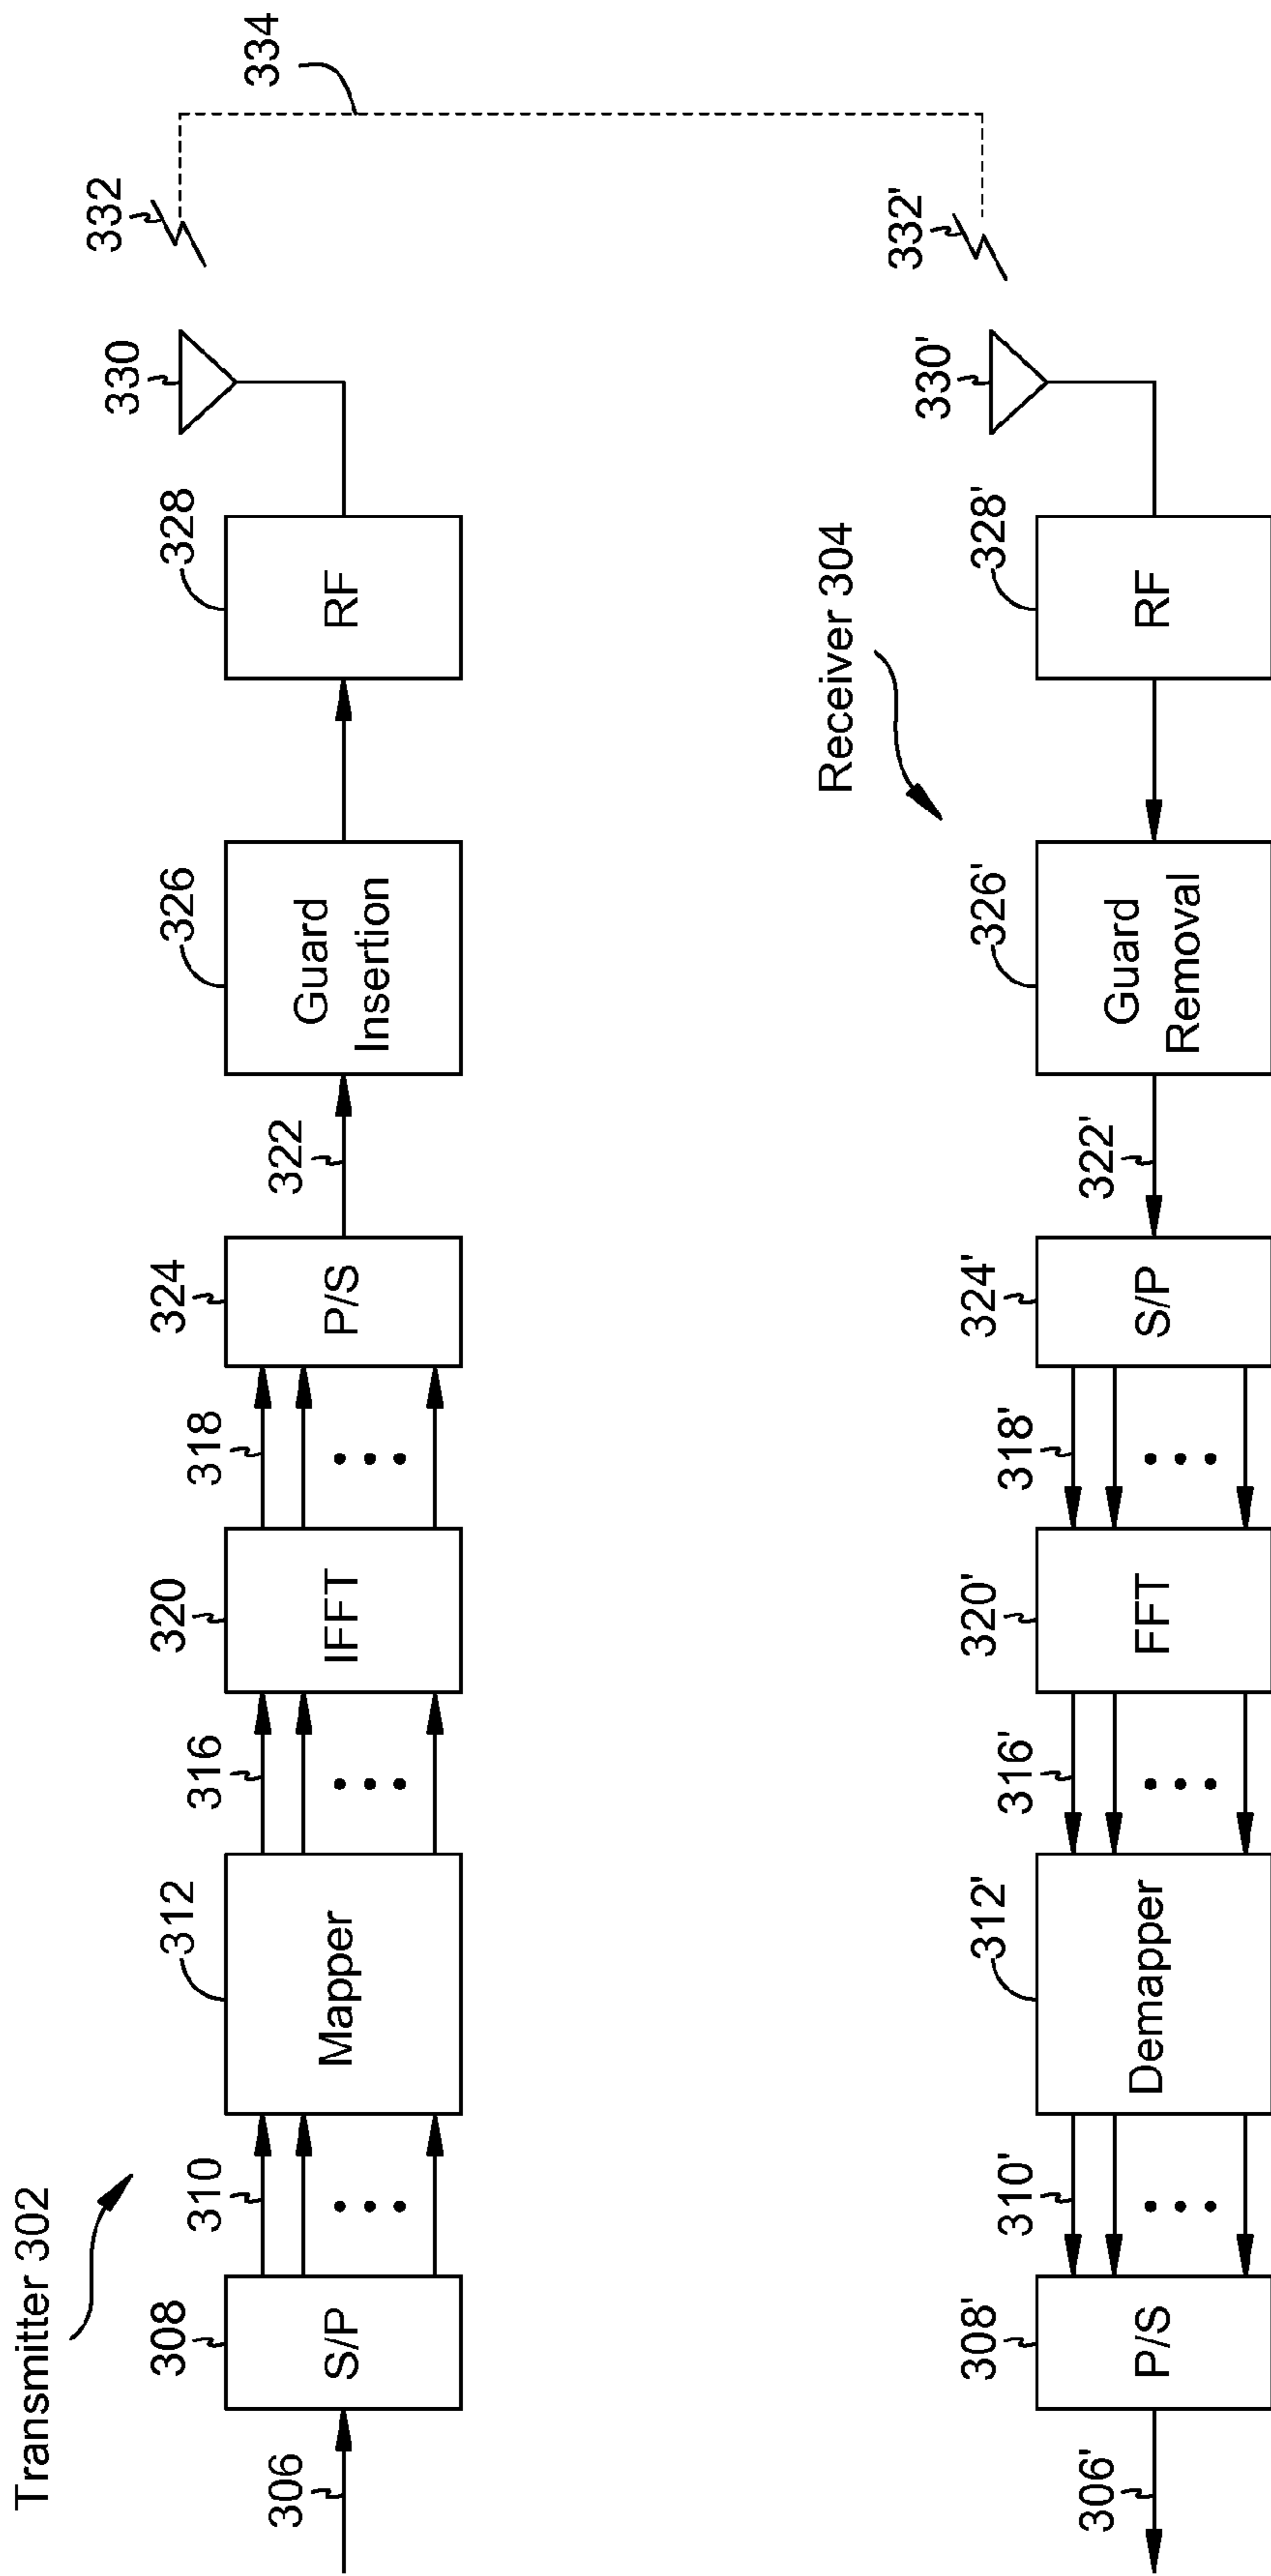 Transmitter 302
306
308
S/P
310
312
Mapper
316
320
IFFT
318
324
P/S
322
326
Guard
Insertion
328
RF
330
332
334
Receiver 304
306'
308'
P/S
310'
312'
Demapper
316'
320'
FFT
318'
324'
S/P
322'
326'
Guard
Removal
328'
RF
330'
332'